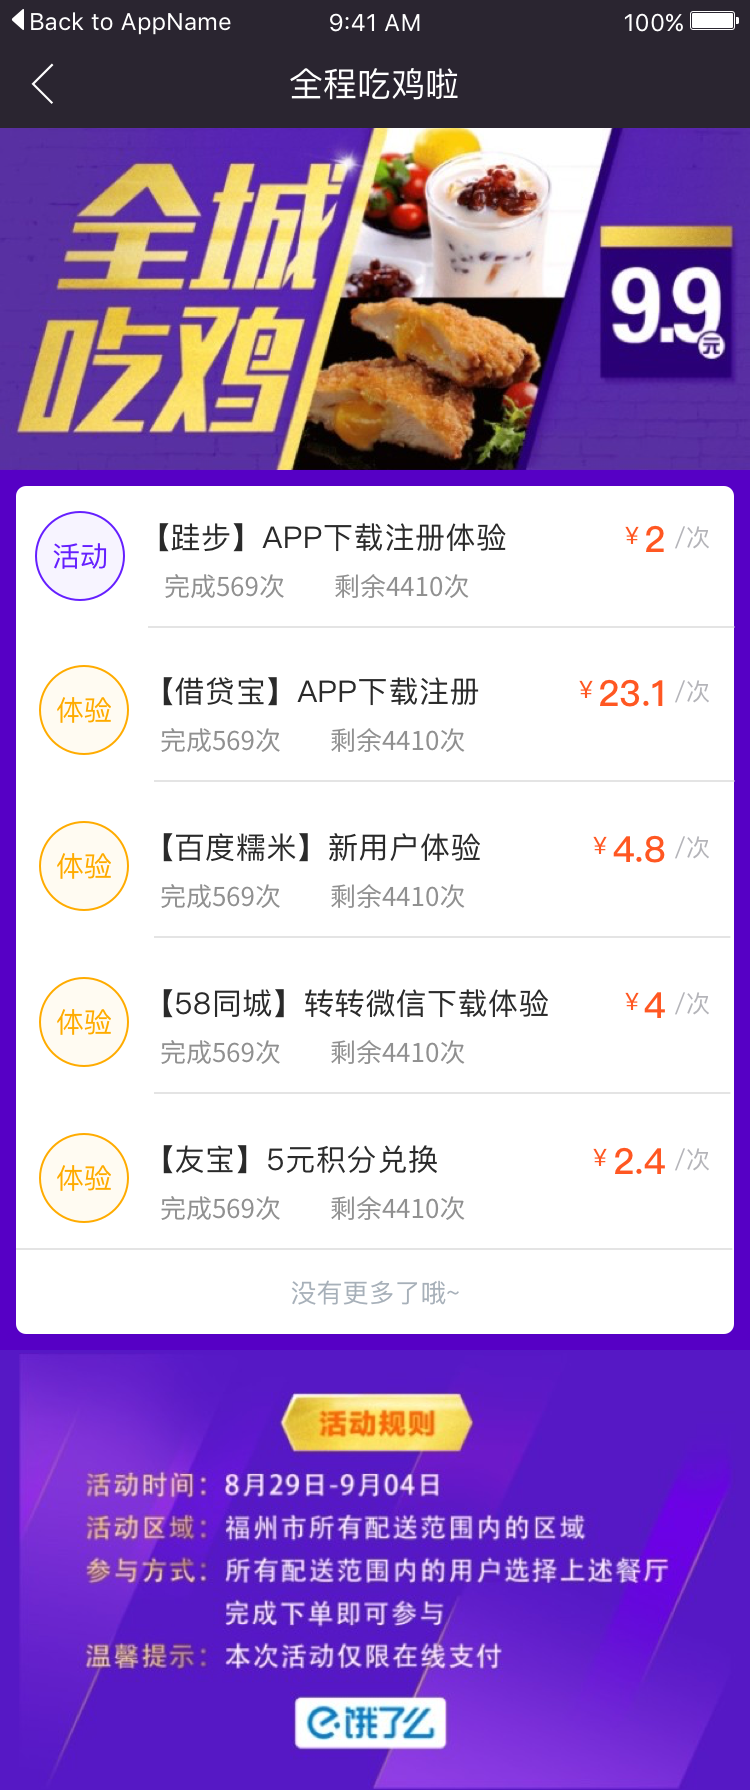 Back to AppName 9:41 AM 100%
全程吃鸡啦
全城
吃鸡
9.9元
活动 【跬步】APP下载注册体验 ¥2 /次
完成569次 剩余4410次
体验 【借贷宝】APP下载注册 ¥23.1 /次
完成569次 剩余4410次
体验 【百度糯米】新用户体验 ¥4.8 /次
完成569次 剩余4410次
体验 【58同城】转转微信下载体验 ¥4 /次
完成569次 剩余4410次
体验 【友宝】5元积分兑换 ¥2.4 /次
完成569次 剩余4410次
没有更多了哦~
活动规则
活动时间：8月29日-9月04日
活动区域：福州市所有配送范围内的区域
参与方式：所有配送范围内的用户选择上述餐厅
完成下单即可参与
温馨提示：本次活动仅限在线支付
饿了么